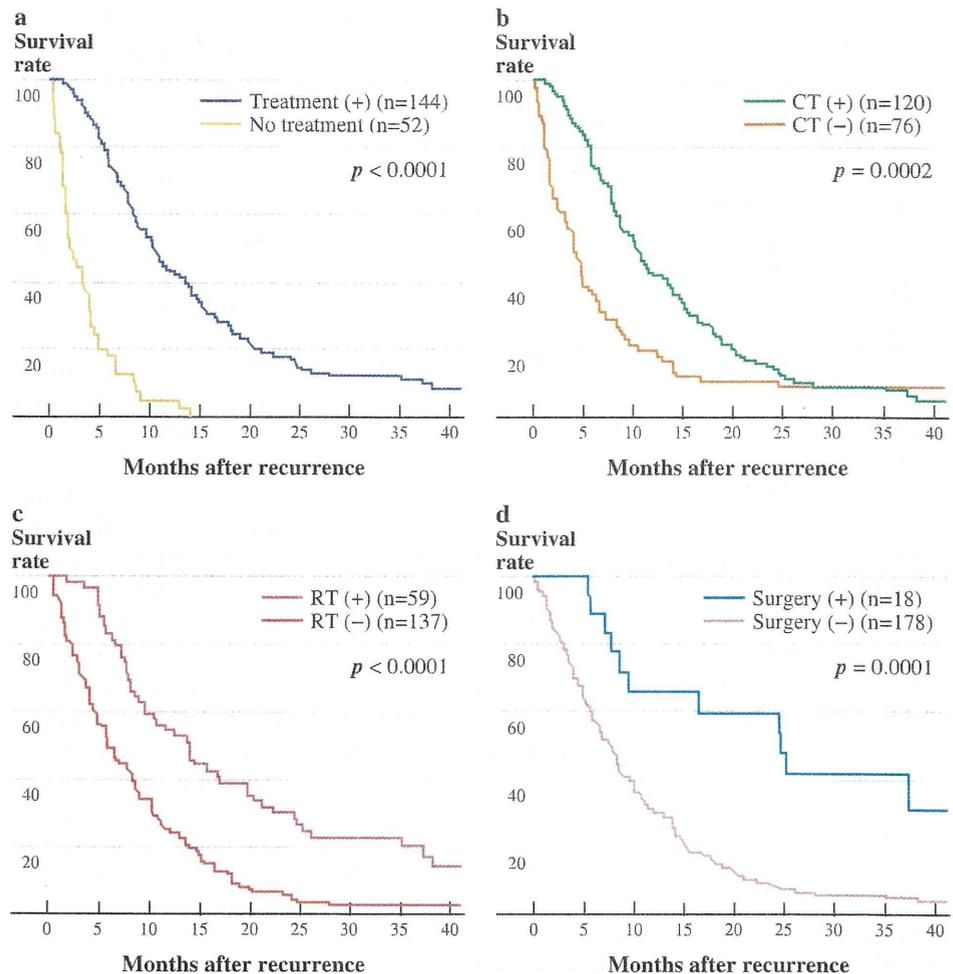 a
Survival
rate
100
80
60
40
20
Treatment (+) (n=144)
No treatment (n=52)
p < 0.0001
0 5 10 15 20 25 30 35 40
Months after recurrence
b
Survival
rate
100
80
60
40
20
CT (+) (n=120)
CT (−) (n=76)
p = 0.0002
0 5 10 15 20 25 30 35 40
Months after recurrence
c
Survival
rate
100
80
60
40
20
RT (+) (n=59)
RT (−) (n=137)
p < 0.0001
0 5 10 15 20 25 30 35 40
Months after recurrence
d
Survival
rate
100
80
60
40
20
Surgery (+) (n=18)
Surgery (−) (n=178)
p = 0.0001
0 5 10 15 20 25 30 35 40
Months after recurrence